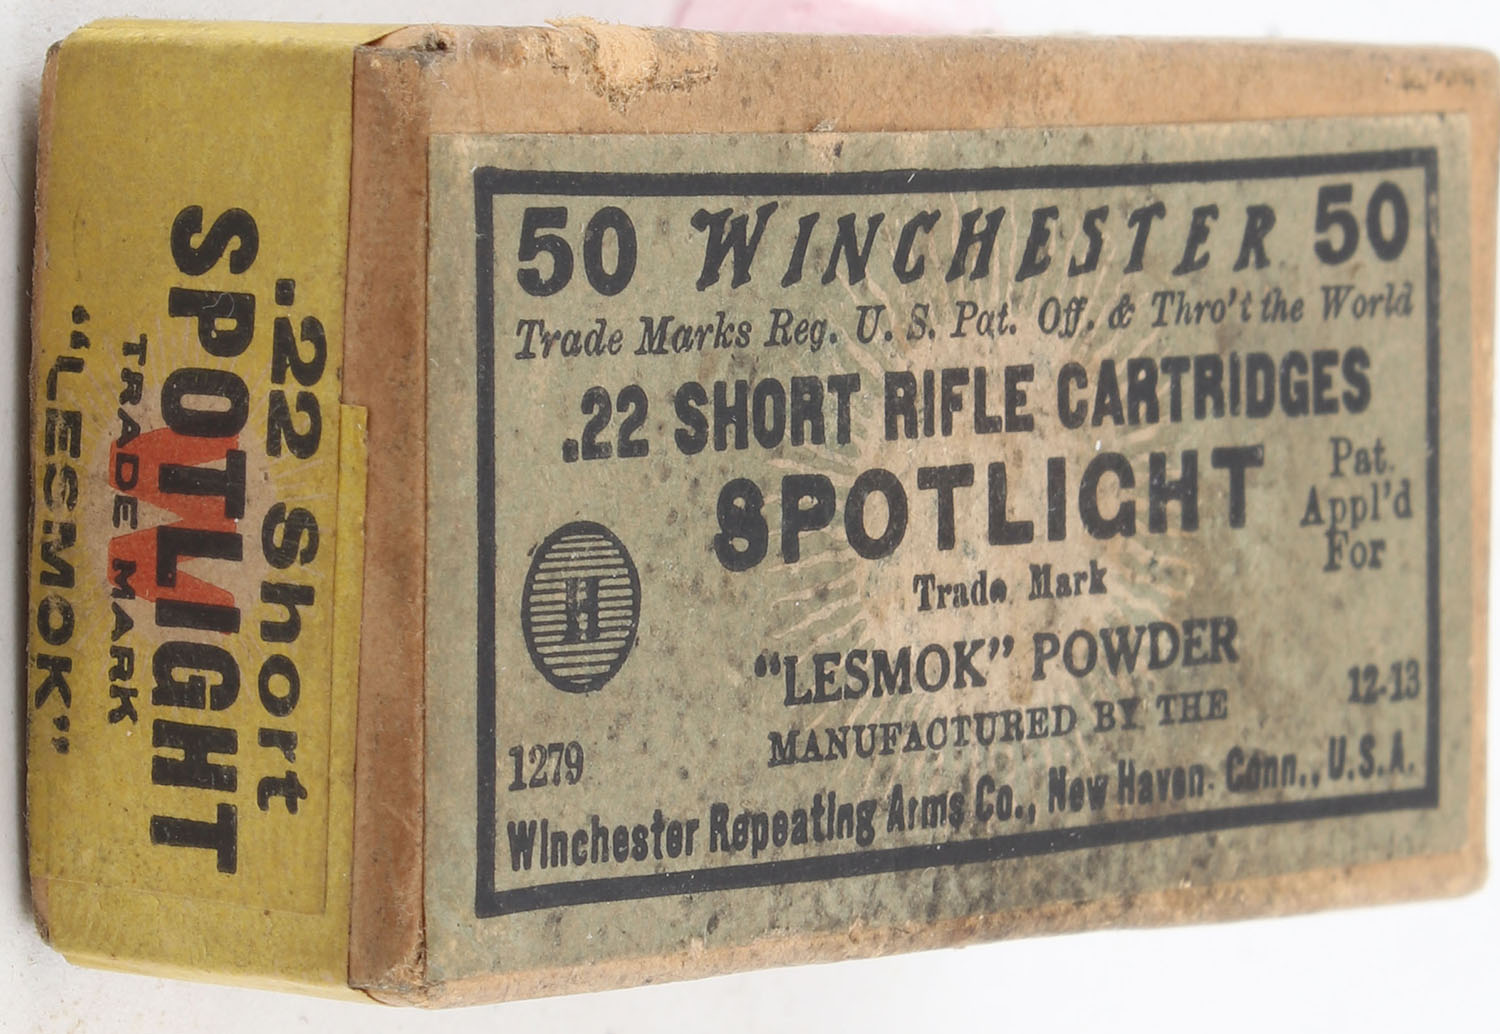 50 WINCHESTER 50
Trade Marks Reg. U. S. Pat. Off. & Thro't the World
.22 SHORT RIFLE CARTRIDGES
SPOTLIGHT
Pat.
Appl'd
For
Trade Mark
H
"LESMOK" POWDER
MANUFACTURED BY THE
12-13
1279
Winchester Repeating Arms Co., New Haven. Conn., U.S.A.
.22 Short
SPOTLIGHT
TRADE MARK
W
"LESMOK"